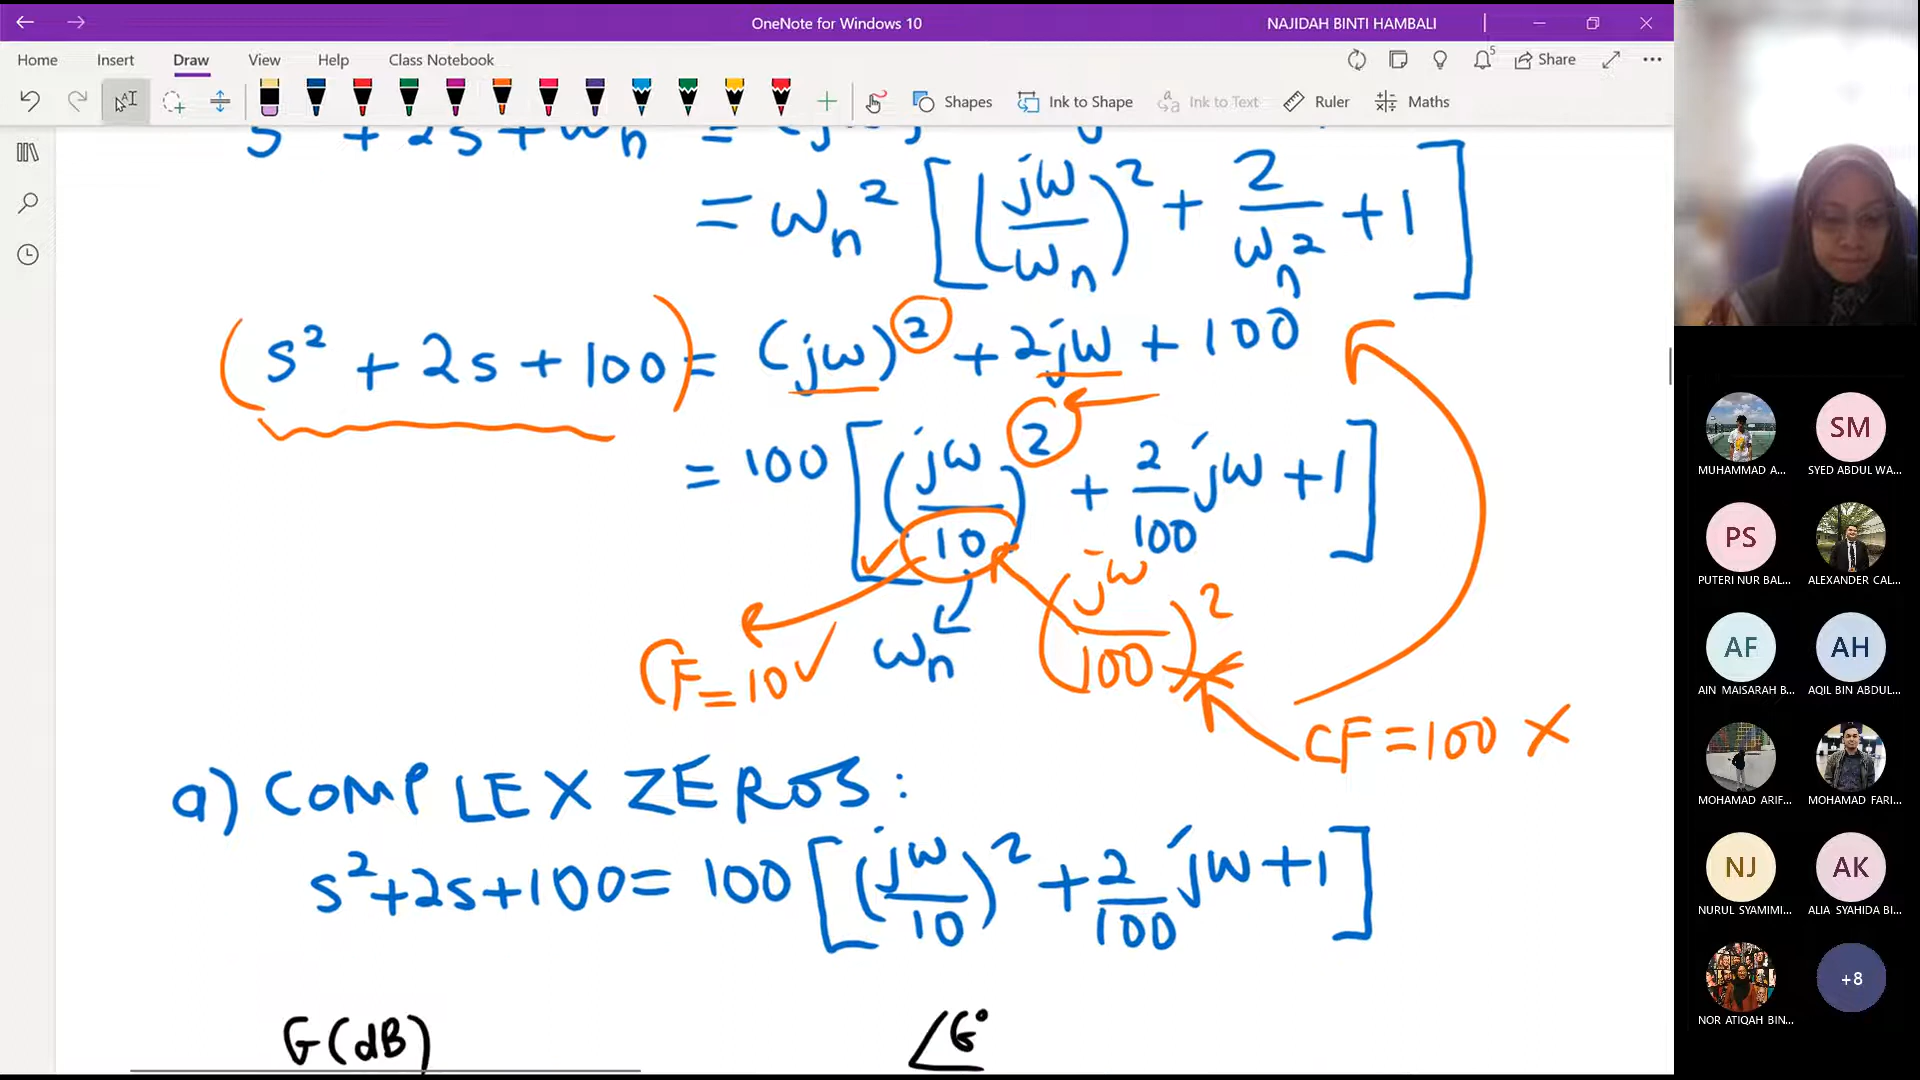 OneNote for Windows 10
NAJIDAH BINTI HAMBALI
Home Insert Draw View Help Class Notebook
5 Share
Shapes Ink to Shape Ink to Text Ruler Maths
= ωn² [ (jω/ωn)² + 2/ωn² + 1 ]
(s² + 2s + 100) = (jω)² + 2jω + 100
= 100 [ (jω/10)² + 2/100 jω + 1 ]
ωn
(jω/100)²
CF = 10 ✓
CF = 100 X
a) COMPLEX ZEROS :
s²+2s+100 = 100 [ (jω/10)² + 2/100 jω + 1 ]
G(dB)
∠G°
MUHAMMAD A...
SM
SYED ABDUL WA...
PS
PUTERI NUR BAL...
ALEXANDER CAL...
AF
AIN MAISARAH B...
AH
AQIL BIN ABDUL...
MOHAMAD ARIF...
MOHAMAD FARI...
NJ
NURUL SYAMIMI...
AK
ALIA SYAHIDA BI...
NOR ATIQAH BIN...
+8